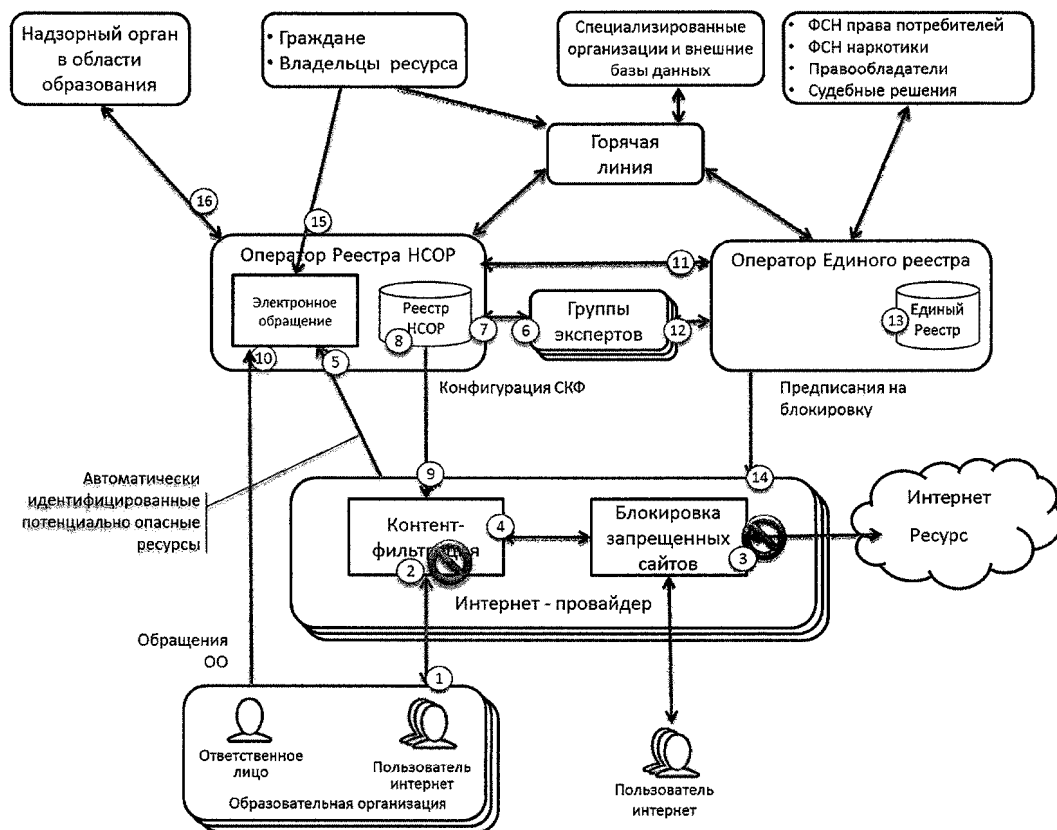 Надзорный орган
в области
образования
• Граждане
• Владельцы ресурса
Специализированные
организации и внешние
базы данных
• ФСН права потребителей
• ФСН наркотики
• Правообладатели
• Судебные решения
Горячая
линия
16
15
Оператор Реестра НСОР
11
Оператор Единого реестра
Электронное
обращение
Реестр
НСОР
8
7
6
Группы
экспертов
12
13
Единый
Реестр
10
5
Конфигурация СКФ
Предписания на
блокировку
Автоматически
идентифицированные
потенциально опасные
ресурсы
9
14
Контент-
фильтрация
2
4
Блокировка
запрещенных
сайтов
3
Интернет
Ресурс
Интернет - провайдер
Обращения
ОО
1
Ответственное
лицо
Пользователь
интернет
Образовательная организация
Пользователь
интернет